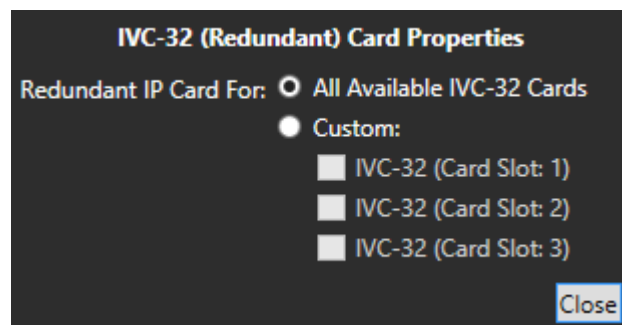 IVC-32 (Redundant) Card Properties
Redundant IP Card For: All Available IVC-32 Cards
Custom:
IVC-32 (Card Slot: 1)
IVC-32 (Card Slot: 2)
IVC-32 (Card Slot: 3)
Close